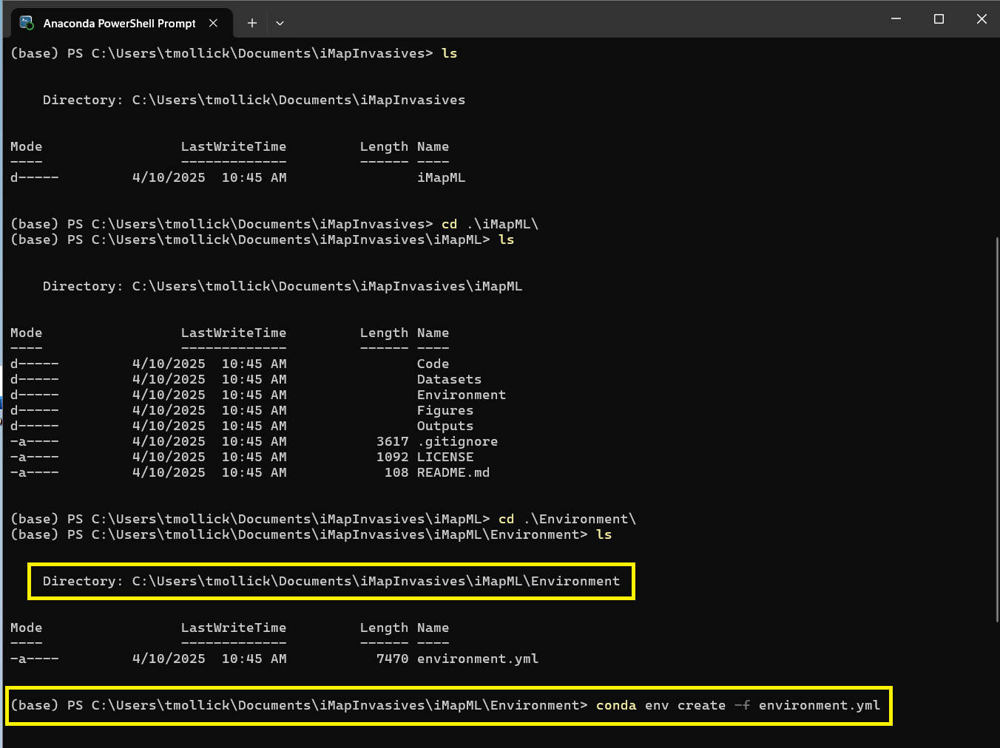 Anaconda PowerShell Prompt
(base) PS C:\Users\tmollick\Documents\iMapInvasives> ls
Directory: C:\Users\tmollick\Documents\iMapInvasives
Mode                 LastWriteTime         Length Name
----                 -------------         ------ ----
d-----         4/10/2025  10:45 AM                iMapML
(base) PS C:\Users\tmollick\Documents\iMapInvasives> cd .\iMapML\
(base) PS C:\Users\tmollick\Documents\iMapInvasives\iMapML> ls
Directory: C:\Users\tmollick\Documents\iMapInvasives\iMapML
Mode                 LastWriteTime         Length Name
----                 -------------         ------ ----
d-----         4/10/2025  10:45 AM                Code
d-----         4/10/2025  10:45 AM                Datasets
d-----         4/10/2025  10:45 AM                Environment
d-----         4/10/2025  10:45 AM                Figures
d-----         4/10/2025  10:45 AM                Outputs
-a----         4/10/2025  10:45 AM           3617 .gitignore
-a----         4/10/2025  10:45 AM           1092 LICENSE
-a----         4/10/2025  10:45 AM            108 README.md
(base) PS C:\Users\tmollick\Documents\iMapInvasives\iMapML> cd .\Environment\
(base) PS C:\Users\tmollick\Documents\iMapInvasives\iMapML\Environment> ls
Directory: C:\Users\tmollick\Documents\iMapInvasives\iMapML\Environment
Mode                 LastWriteTime         Length Name
----                 -------------         ------ ----
-a----         4/10/2025  10:45 AM           7470 environment.yml
(base) PS C:\Users\tmollick\Documents\iMapInvasives\iMapML\Environment> conda env create -f environment.yml